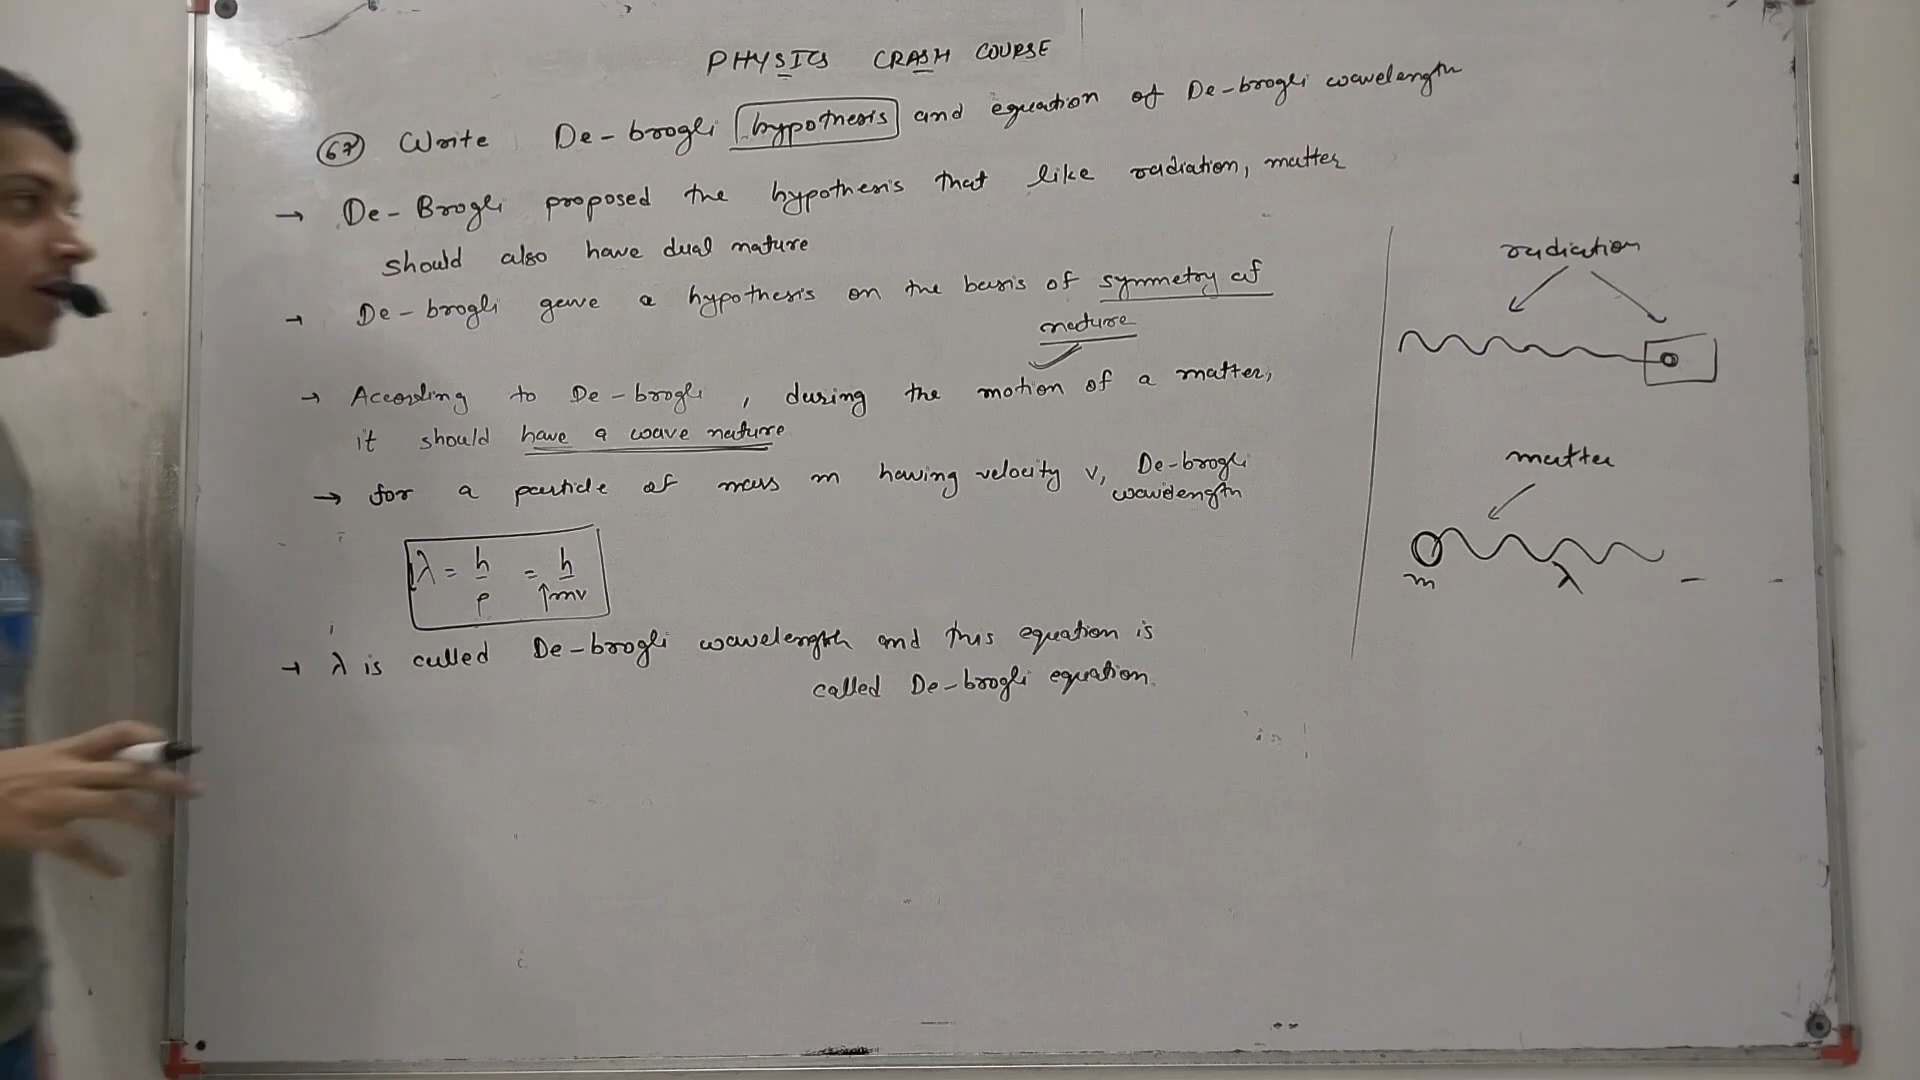 PHYSICS CRASH COURSE
67 Write De-brogli hypothesis and equation of De-brogli wavelength
→ De-Brogli proposed the hypothesis that like radiation, matter
should also have dual nature
→ De-brogli gave a hypothesis on the basis of symmetry of
nature
→ According to De-brogli, during the motion of a matter,
it should have a wave nature
→ for a particle of mass m having velocity v, De-brogli
wavelength
λ = h/p = h/mv
→ λ is called De-brogli wavelength and this equation is
called De-brogli equation.
radiation
matter
m λ